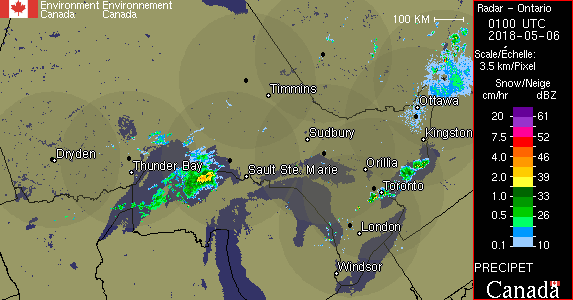 Environment Environnement
Canada Canada
100 KM
Timmins
Ottawa
Sudbury
Kingston
Dryden
Thunder Bay
Sault Ste. Marie
Orillia
Toronto
London
Windsor
Radar - Ontario
0100 UTC
2018-05-06
Scale/Échelle:
3.5 km/Pixel
Snow/Neige
cm/hr dBZ
20 61
7.5 52
4.0 46
2.0 39
1.0 33
0.5 26
0.1 10
PRECIPET
Canada